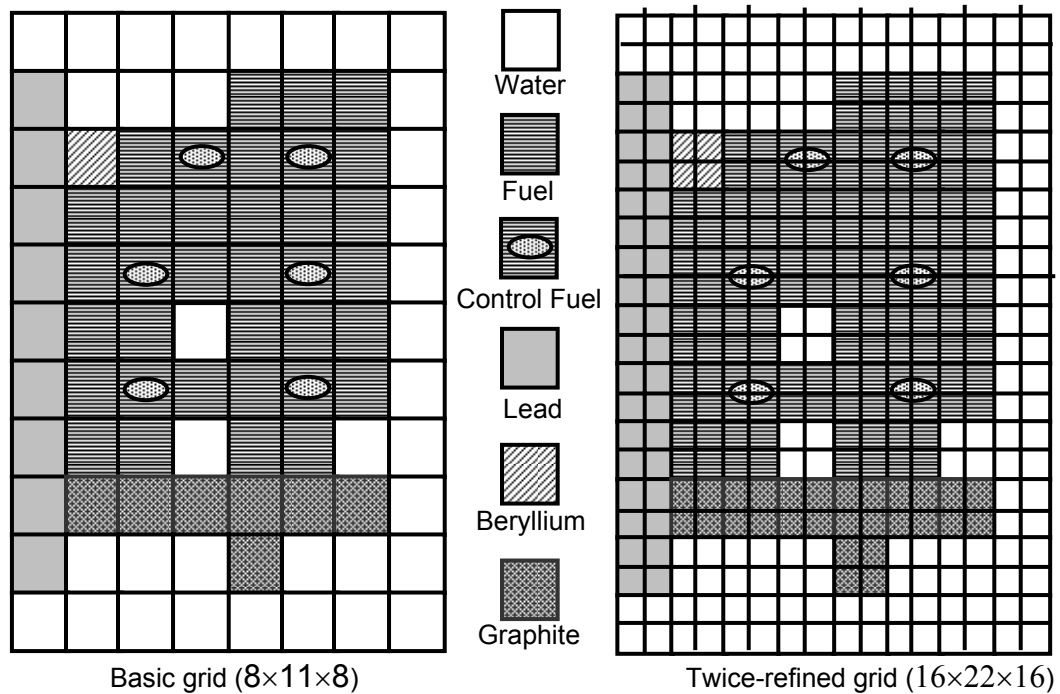 Water
Fuel
Control Fuel
Lead
Beryllium
Graphite
Basic grid (8×11×8)
Twice-refined grid (16×22×16)